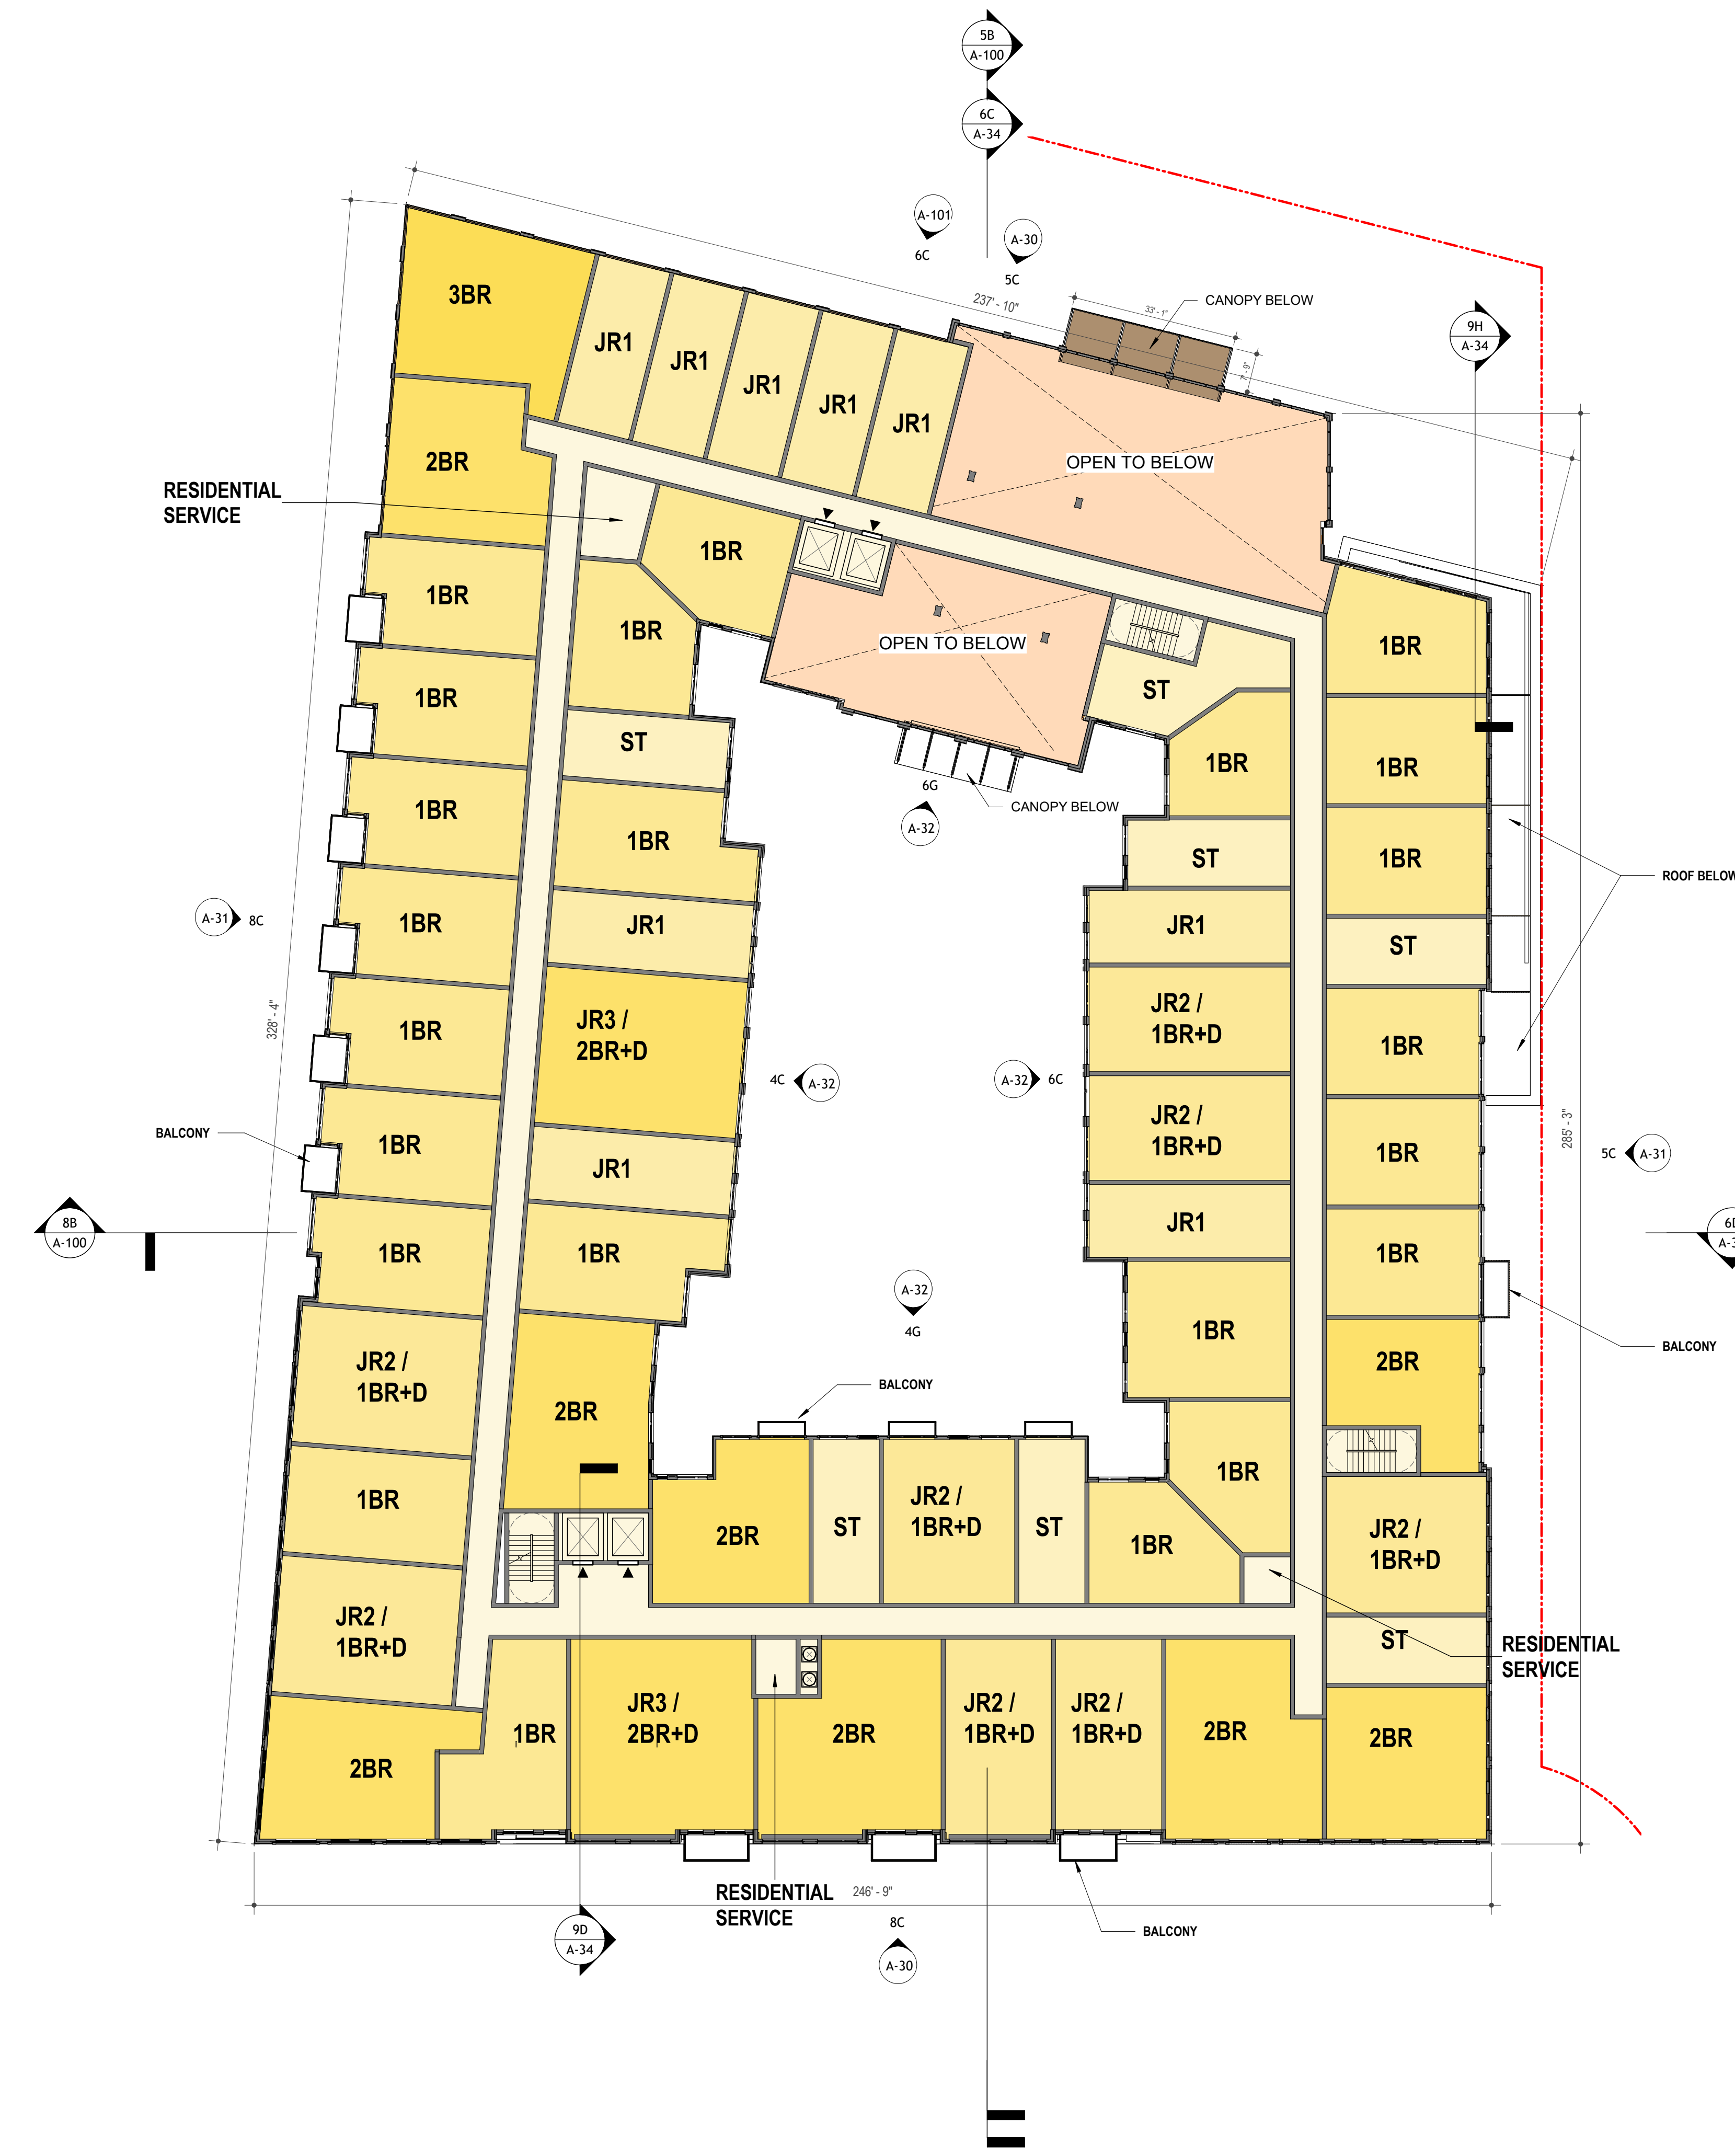 5B
A-100
6C
A-34
A-101
6C
A-30
5C
237' - 10"
33' - 1"
CANOPY BELOW
7' - 9"
9H
A-34
3BR
JR1
JR1
JR1
JR1
JR1
OPEN TO BELOW
2BR
RESIDENTIAL
SERVICE
1BR
1BR
1BR
OPEN TO BELOW
1BR
ST
1BR
ST
1BR
1BR
1BR
6G
A-32
CANOPY BELOW
1BR
1BR
ST
1BR
ROOF BELOW
A-31
8C
1BR
JR1
JR1
ST
328' - 4"
1BR
JR3 /
2BR+D
JR2 /
1BR+D
1BR
4C
A-32
A-32
6C
285' - 3"
BALCONY
1BR
JR1
JR2 /
1BR+D
1BR
5C
A-31
8B
A-100
1BR
1BR
JR1
1BR
A-32
4G
1BR
2BR
BALCONY
JR2 /
1BR+D
2BR
BALCONY
1BR
2BR
ST
JR2 /
1BR+D
ST
1BR
1BR
JR2 /
1BR+D
JR2 /
1BR+D
ST
RESIDENTIAL
SERVICE
2BR
1BR
JR3 /
2BR+D
2BR
JR2 /
1BR+D
JR2 /
1BR+D
2BR
2BR
RESIDENTIAL
SERVICE
246' - 9"
8C
A-30
BALCONY
9D
A-34